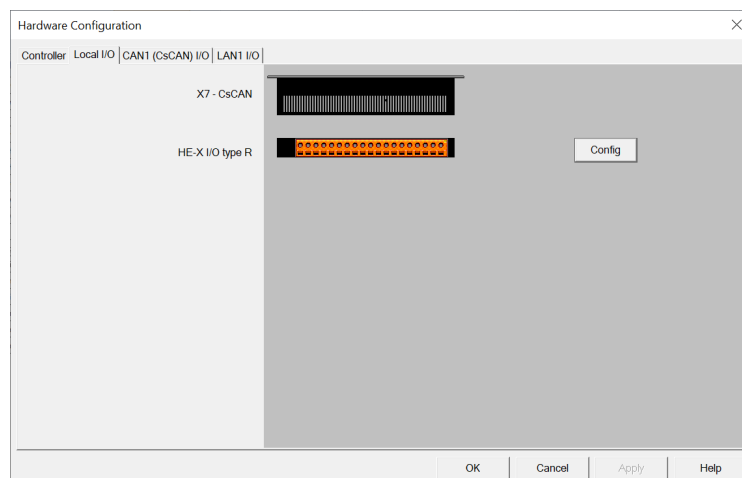 Hardware Configuration
Controller Local I/O CAN1 (CsCAN) I/O LAN1 I/O
X7 - CsCAN
HE-X I/O type R
Config
OK Cancel Apply Help